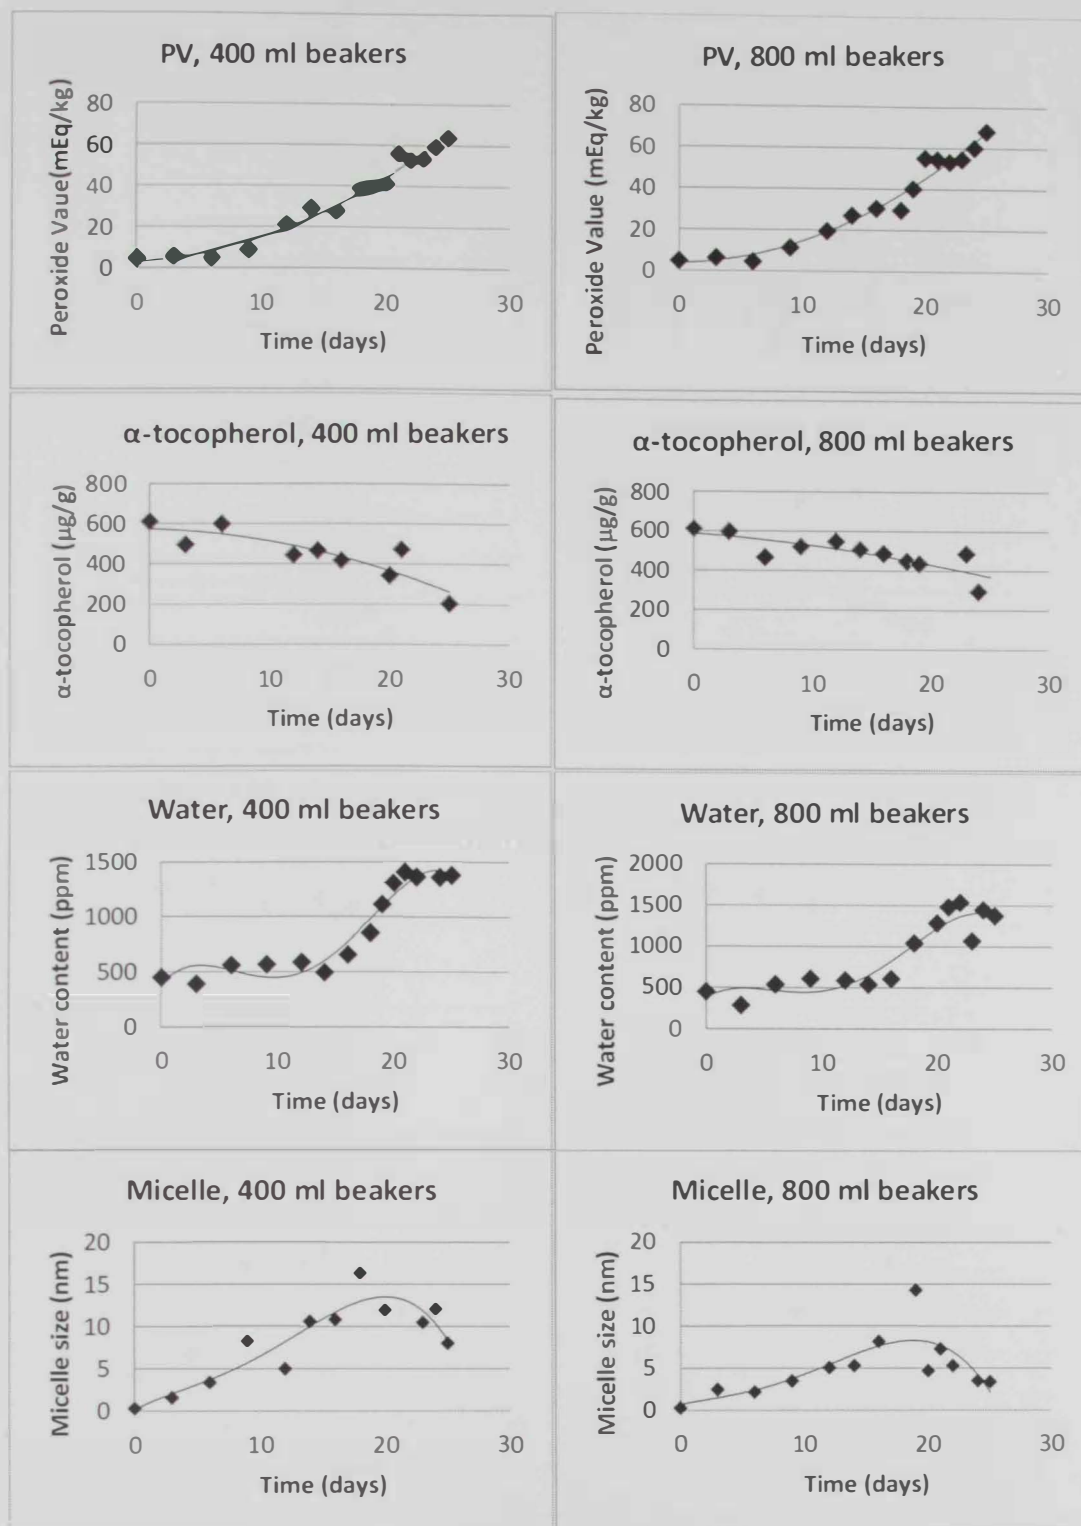 PV, 400 ml beakers
Peroxide Vaue(mEq/kg)
80
60
40
20
0
0 10 20 30
Time (days)
PV, 800 ml beakers
Peroxide Value (mEq/kg)
80
60
40
20
0
0 10 20 30
Time (days)
α-tocopherol, 400 ml beakers
α-tocopherol (µg/g)
800
600
400
200
0
0 10 20 30
Time (days)
α-tocopherol, 800 ml beakers
α-tocopherol (µg/g)
800
600
400
200
0
0 10 20 30
Time (days)
Water, 400 ml beakers
Water content (ppm)
1500
1000
500
0
0 10 20 30
Time (days)
Water, 800 ml beakers
Water content (ppm)
2000
1500
1000
500
0
0 10 20 30
Time (days)
Micelle, 400 ml beakers
Micelle size (nm)
20
15
10
5
0
0 10 20 30
Time (days)
Micelle, 800 ml beakers
Micelle size (nm)
20
15
10
5
0
0 10 20 30
Time (days)